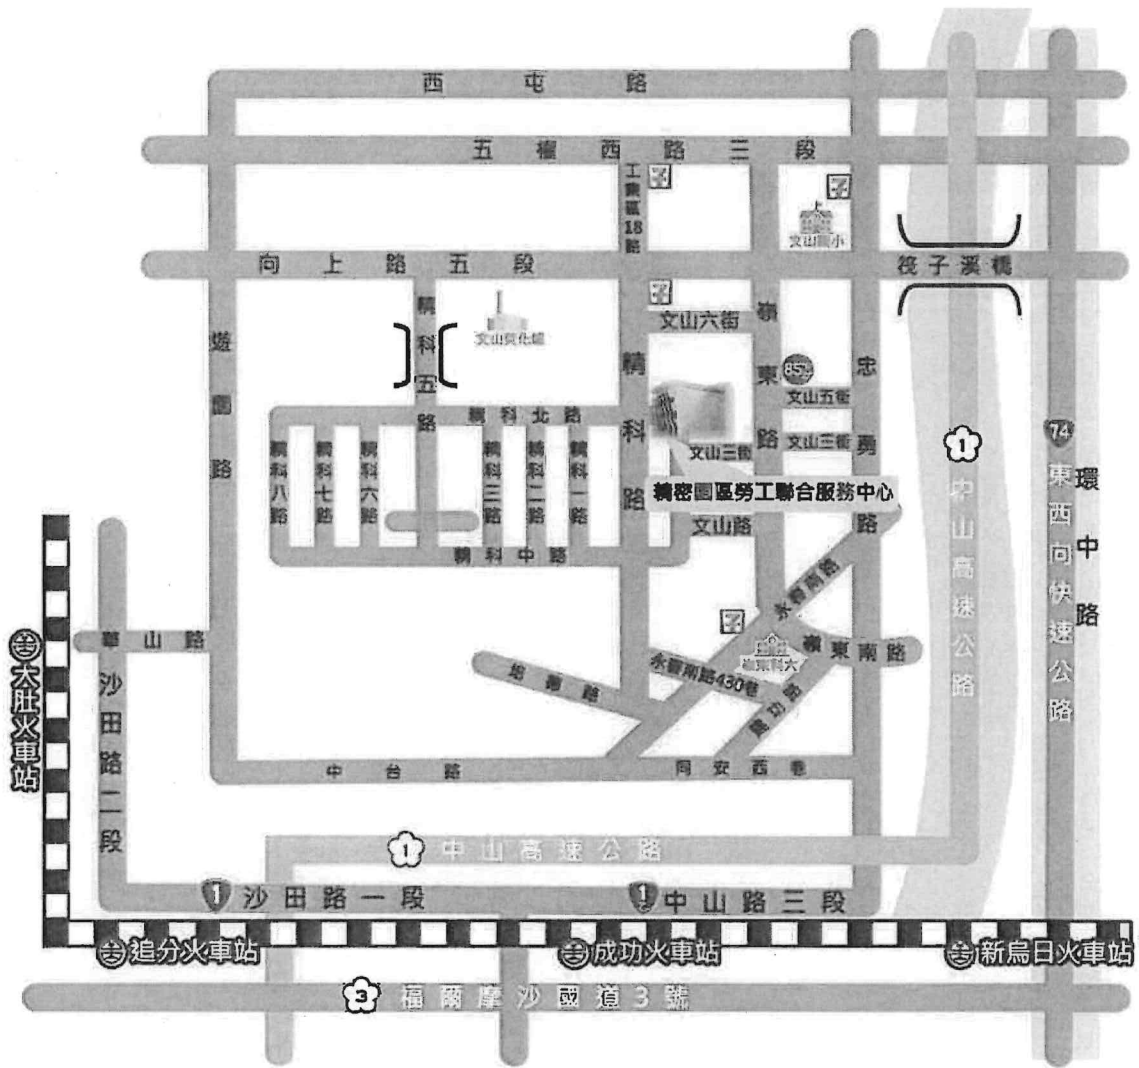 西屯路
五權西路三段
工業區18路
文山國小
向上路五段
筏子溪橋
精科五路
文山焚化爐
遊園路
文山六街
嶺東路
精科路
忠勇路
85°c
文山五街
精科北路
文山三街
文山三街
精科八路
精科七路
精科六路
精科三路
精科二路
精科一路
精密園區勞工聯合服務中心
文山路
精科中路
1
中山高速公路
74
東西向快速公路
環中路
永春南路
嶺東科大
嶺東南路
永春南路430巷
華山路
大肚火車站
沙田路二段
中台路
同安西巷
1
中山高速公路
1
沙田路一段
1
中山路三段
追分火車站
成功火車站
新烏日火車站
3
福爾摩沙國道3號